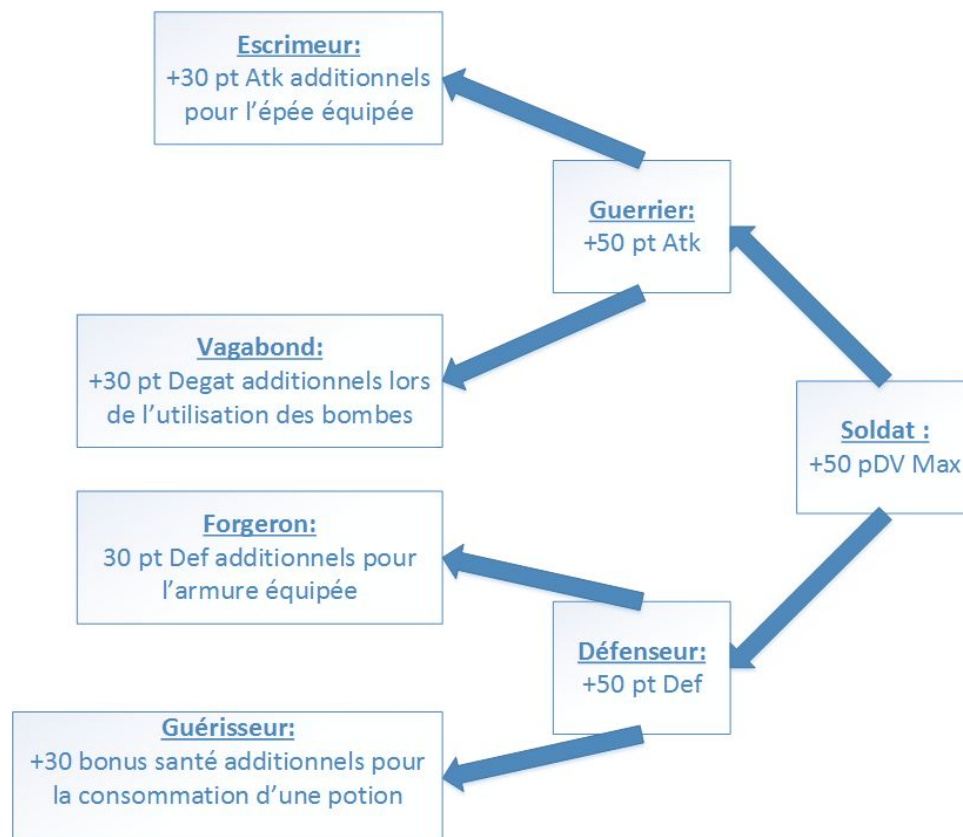 Escrimeur:
+30 pt Atk additionnels
pour l'épée équipée
Guerrier:
+50 pt Atk
Vagabond:
+30 pt Degat additionnels lors
de l'utilisation des bombes
Soldat :
+50 pDV Max
Forgeron:
30 pt Def additionnels pour
l'armure équipée
Défenseur:
+50 pt Def
Guérisseur:
+30 bonus santé additionnels pour
la consommation d'une potion